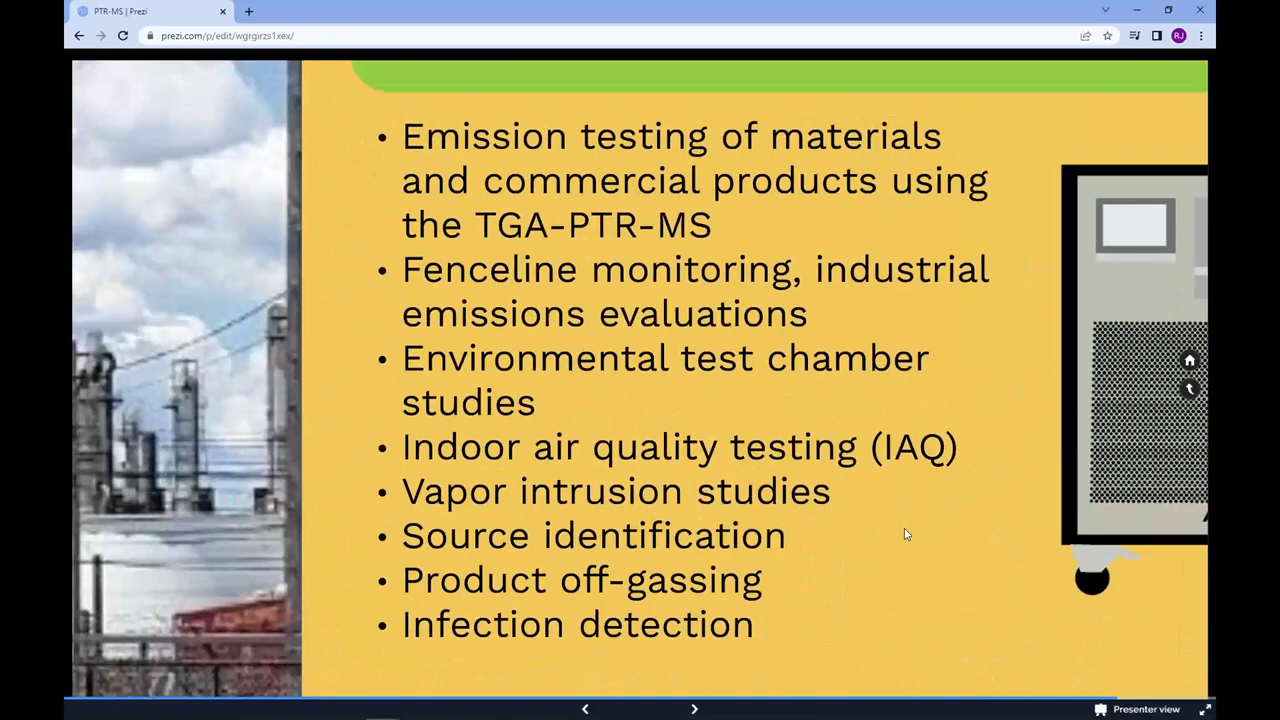 PTR-MS | Prezi
prezi.com/p/edit/wgrgirzs1xex/
RJ
• Emission testing of materials
and commercial products using
the TGA-PTR-MS
• Fenceline monitoring, industrial
emissions evaluations
• Environmental test chamber
studies
• Indoor air quality testing (IAQ)
• Vapor intrusion studies
• Source identification
• Product off-gassing
• Infection detection
Presenter view